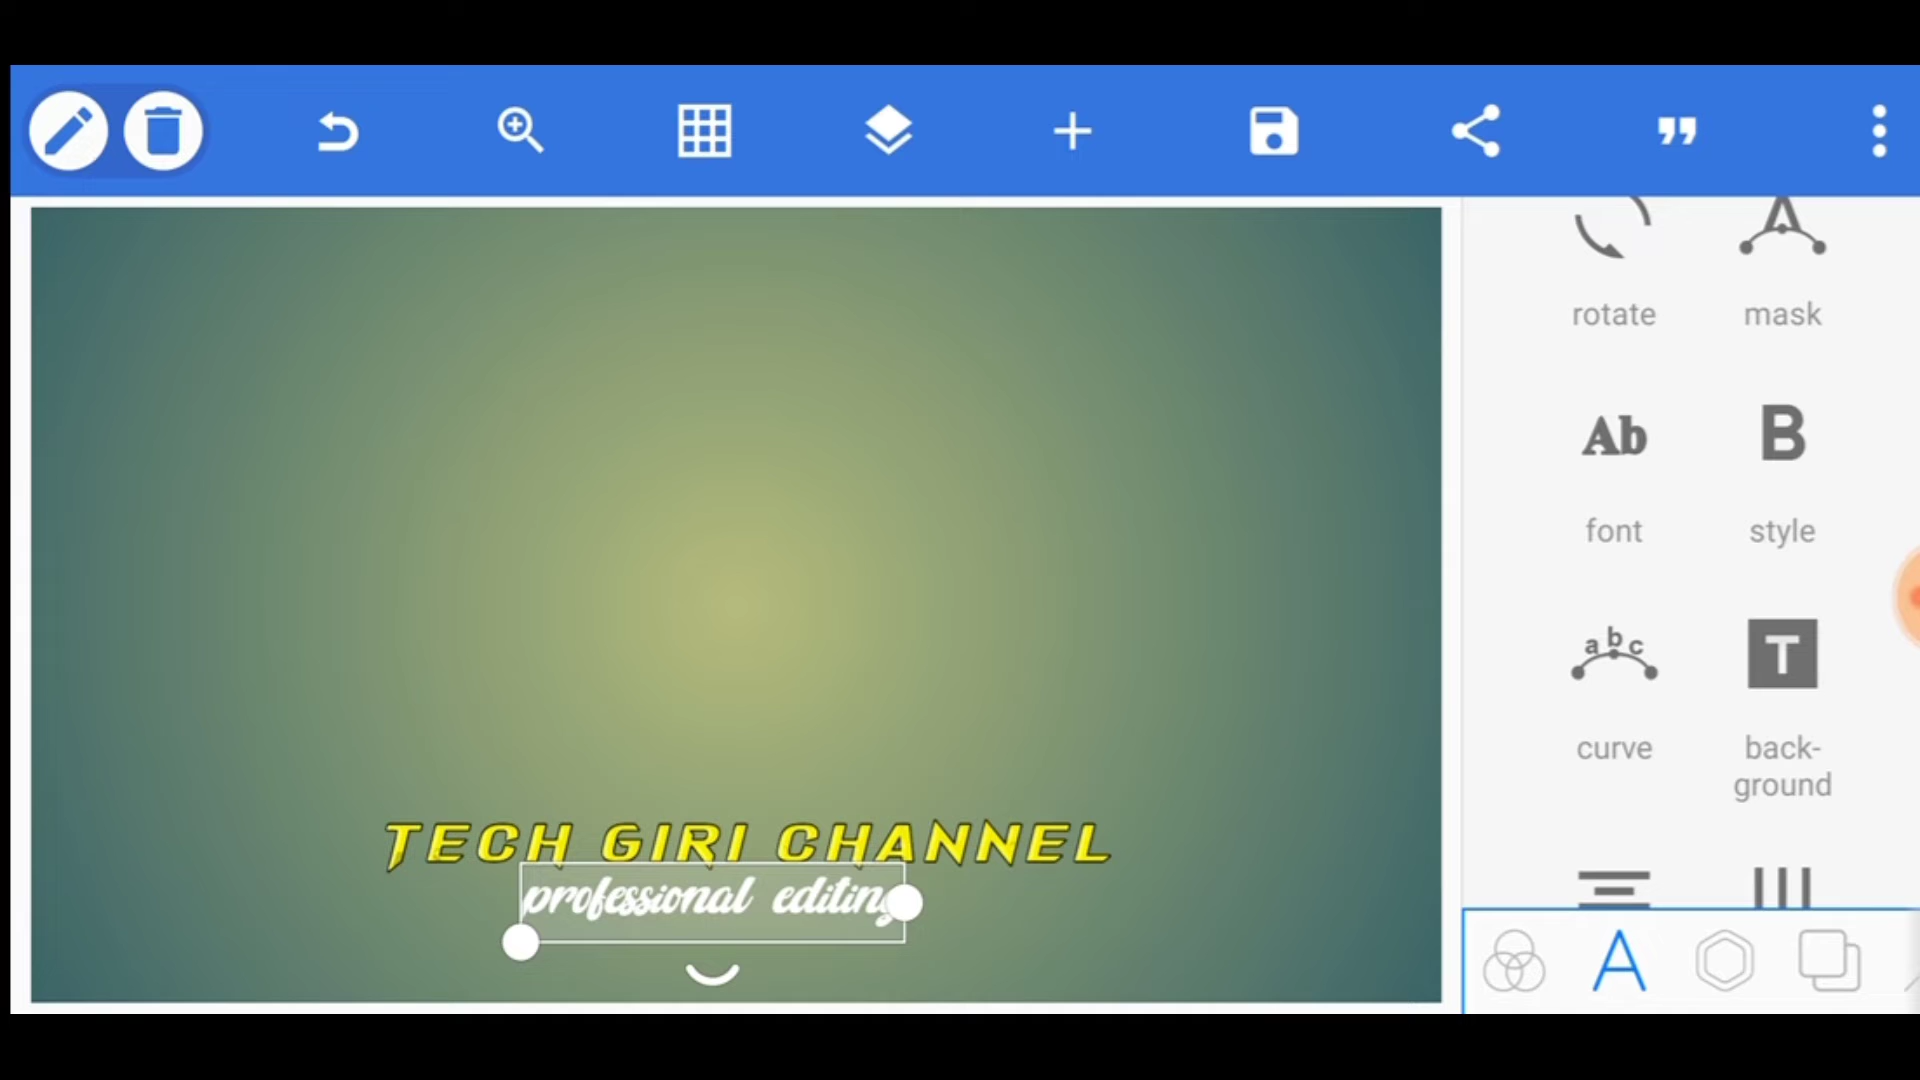 rotate mask
Ab B
font style
abc T
curve back-
ground
TECH GIRI CHANNEL
professional editing
A